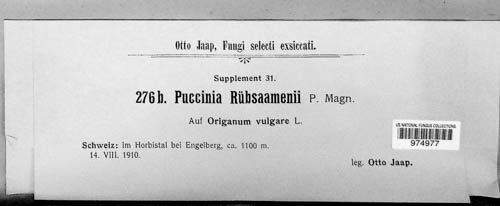 Otto Jaap, Fungi selecti exsiccati.
Supplement 31.
276 b. Puccinia Rübsaamenii P. Magn.
Auf Origanum vulgare L.
US NATIONAL FUNGUS COLLECTIONS
974977
Schweiz: im Horbistal bei Engelberg, ca. 1100 m.
14. VIII. 1910.
leg. Otto Jaap.